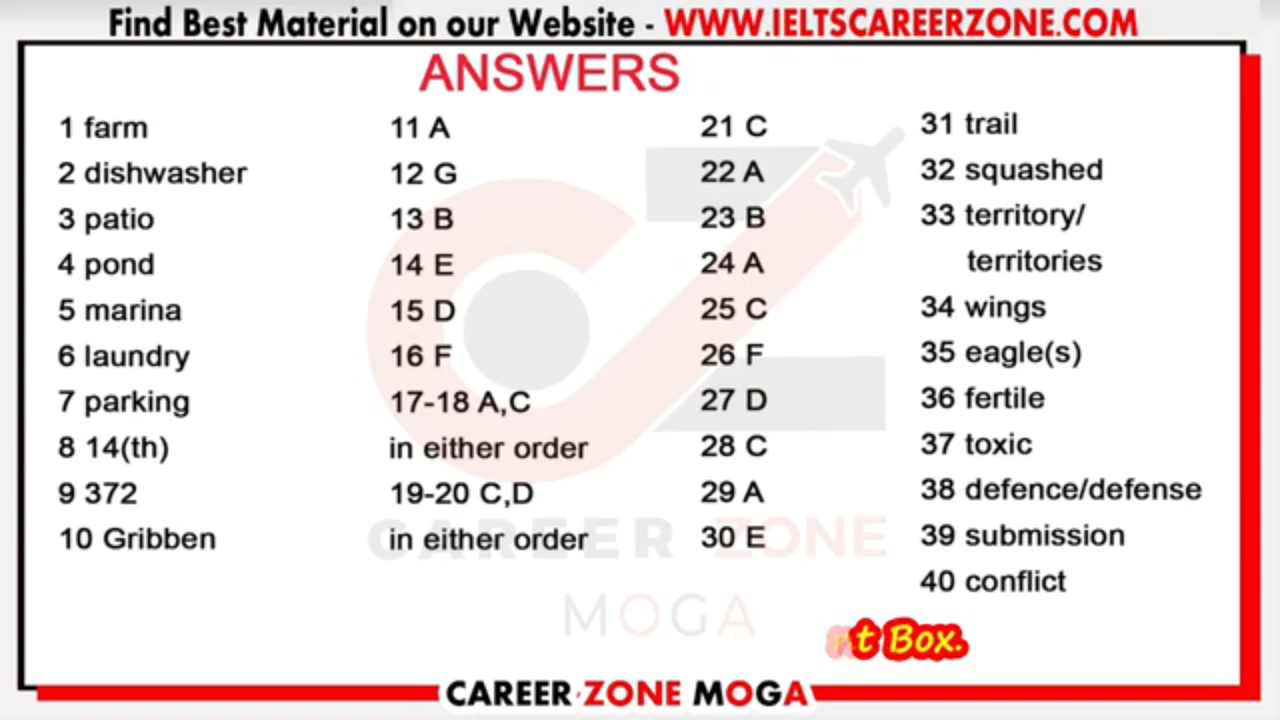 Find Best Material on our Website - WWW.IELTSCAREERZONE.COM
ANSWERS
1 farm
2 dishwasher
3 patio
4 pond
5 marina
6 laundry
7 parking
8 14(th)
9 372
10 Gribben
11 A
12 G
13 B
14 E
15 D
16 F
17-18 A,C
in either order
19-20 C,D
in either order
21 C
22 A
23 B
24 A
25 C
26 F
27 D
28 C
29 A
30 E
31 trail
32 squashed
33 territory/
territories
34 wings
35 eagle(s)
36 fertile
37 toxic
38 defence/defense
39 submission
40 conflict
CAREER ZONE
MOGA
t Box.
CAREER ZONE MOGA